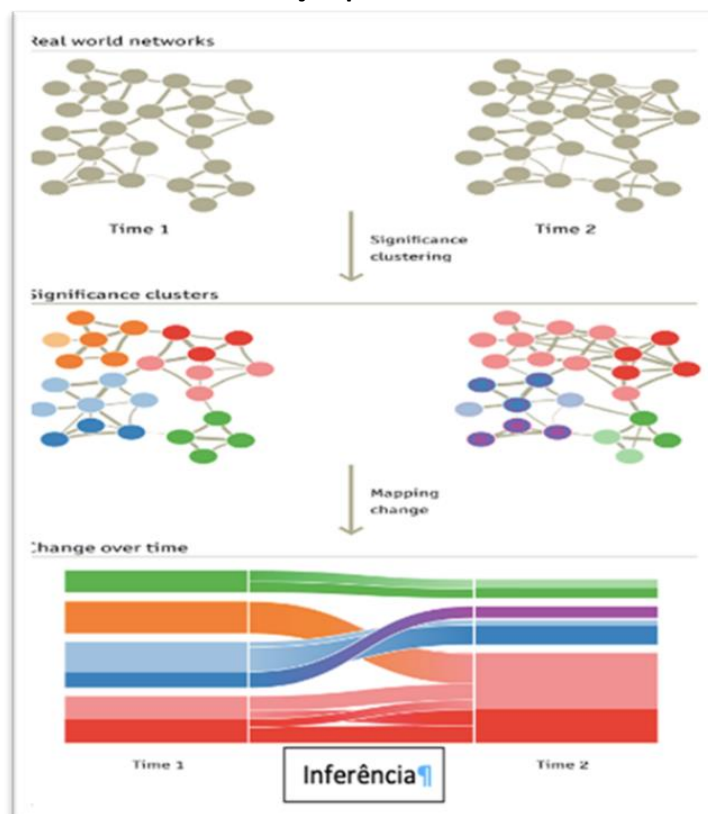 Real world networks
Time 1
Time 2
Significance
clustering
Significance clusters
Mapping
change
Change over time
Time 1
Time 2
Inferência¶